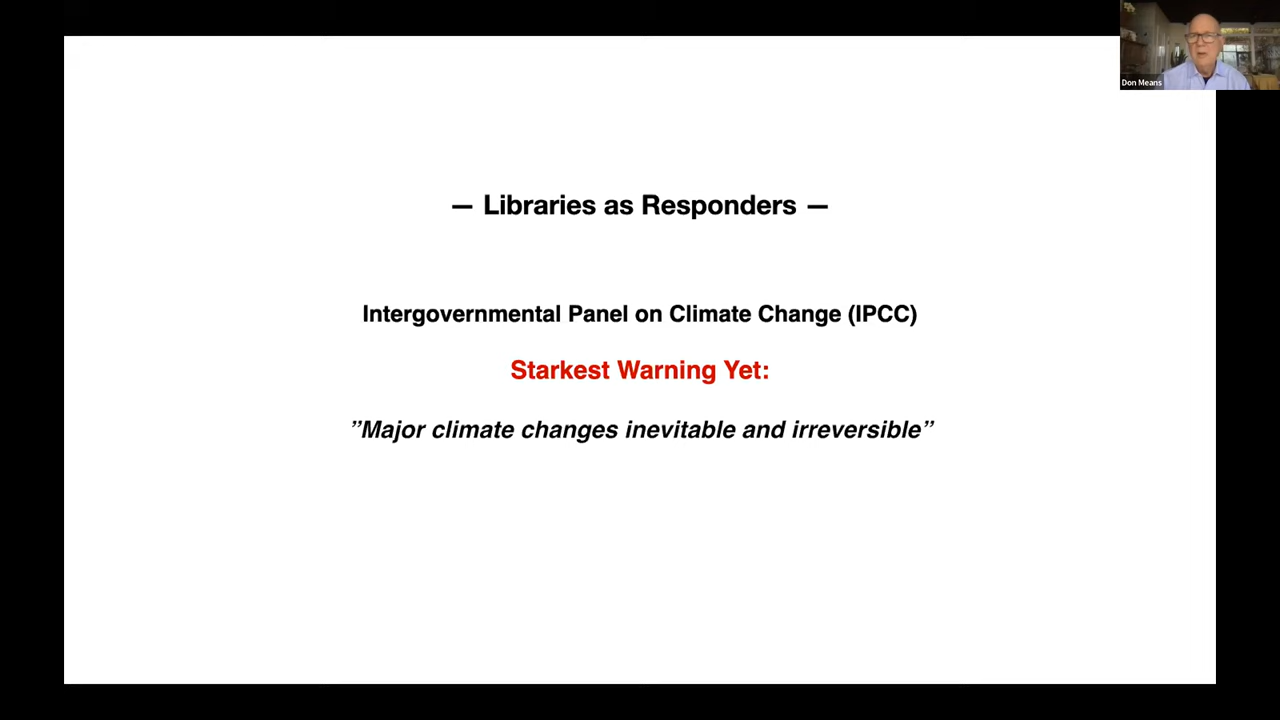 Don Means
— Libraries as Responders —
Intergovernmental Panel on Climate Change (IPCC)
Starkest Warning Yet:
”Major climate changes inevitable and irreversible”